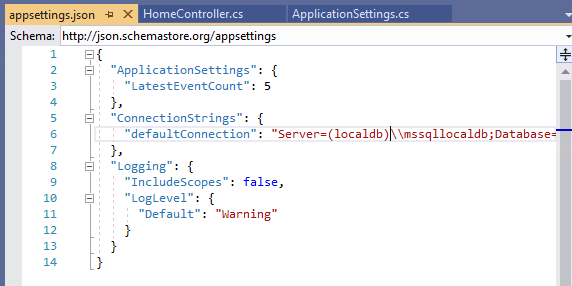 appsettings.json HomeController.cs ApplicationSettings.cs
Schema: http://json.schemastore.org/appsettings
1 {
2 "ApplicationSettings": {
3 "LatestEventCount": 5
4 },
5 "ConnectionStrings": {
6 "defaultConnection": "Server=(localdb)\\mssqllocaldb;Database=
7 },
8 "Logging": {
9 "IncludeScopes": false,
10 "LogLevel": {
11 "Default": "Warning"
12 }
13 }
14 }